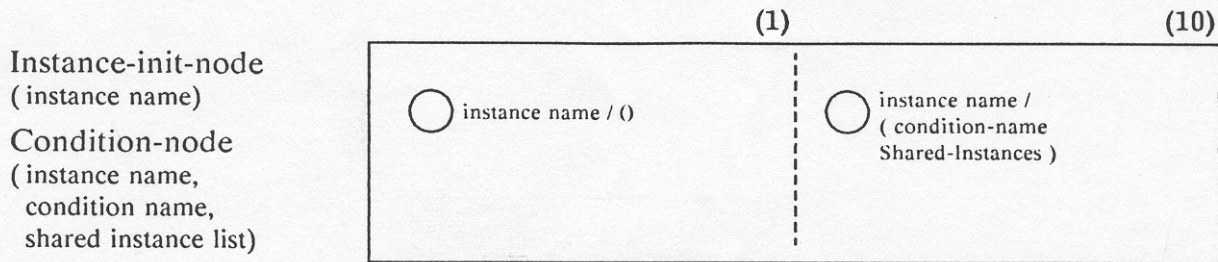 (1)
(10)
Instance-init-node
( instance name)
Condition-node
( instance name,
condition name,
shared instance list)
instance name / ()
instance name /
( condition-name
Shared-Instances )